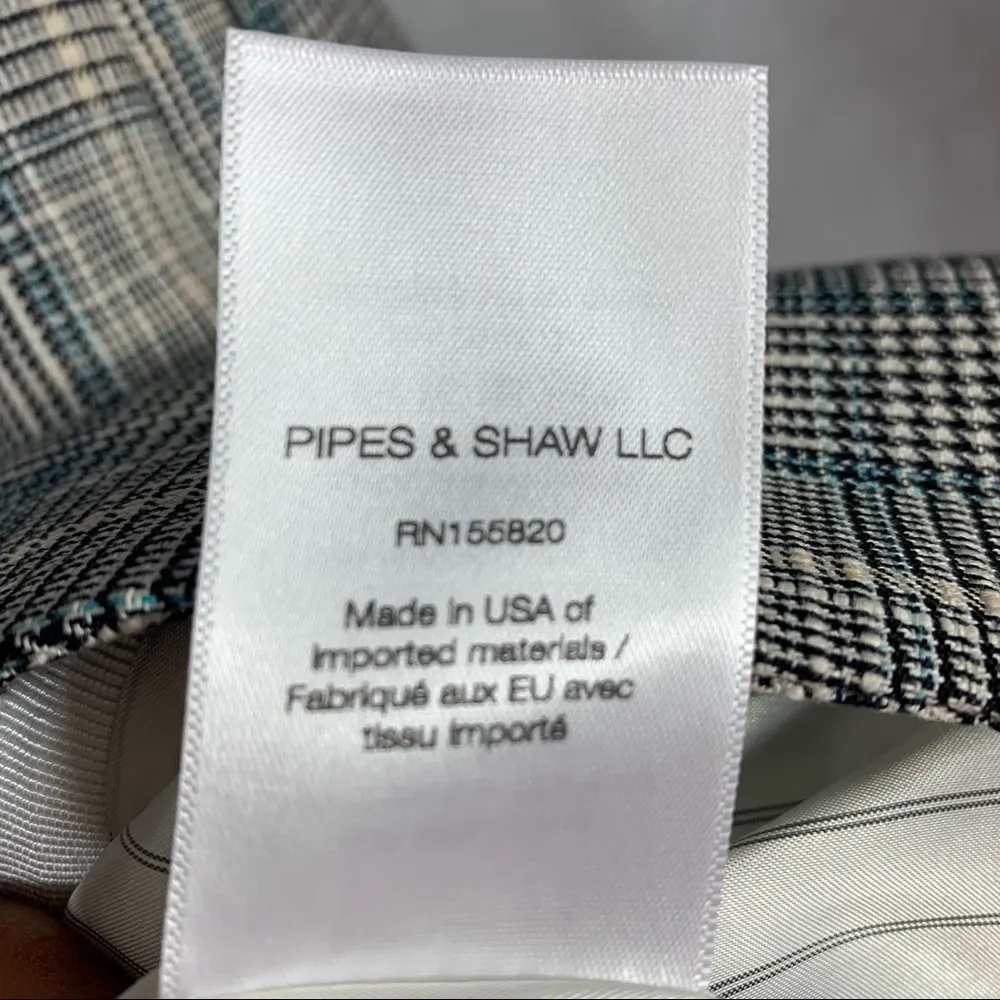 PIPES & SHAW LLC
RN155820
Made in USA of
imported materials /
Fabriqué aux EU avec
tissu importé